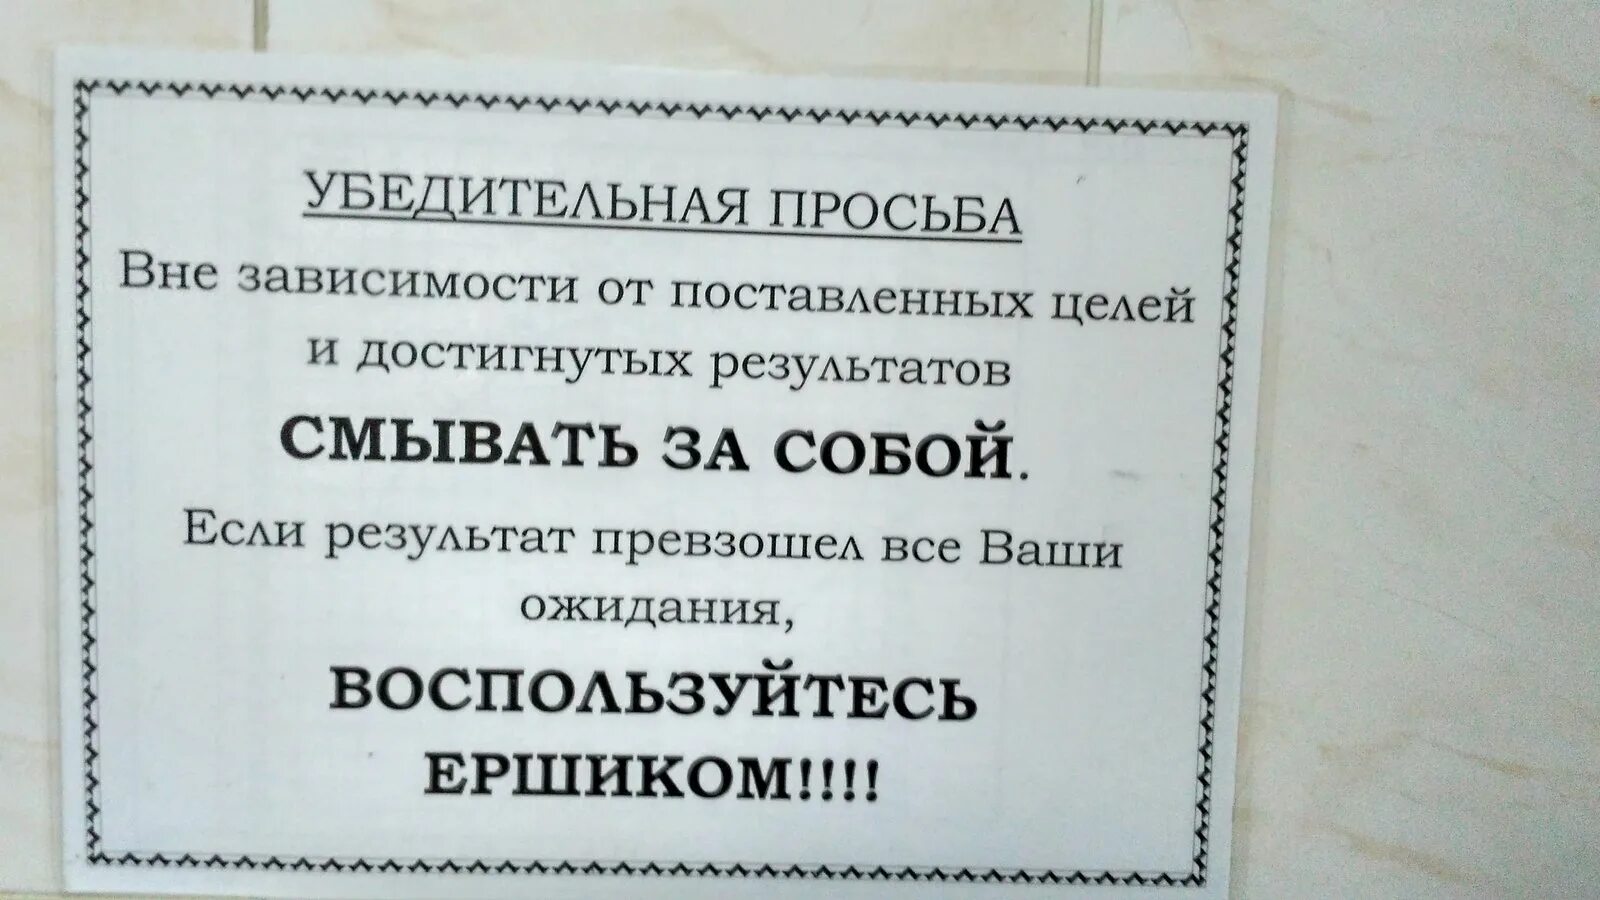 УБЕДИТЕЛЬНАЯ ПРОСЬБА
Вне зависимости от поставленных целей
и достигнутых результатов
СМЫВАТЬ ЗА СОБОЙ.
Если результат превзошел все Ваши
ожидания,
ВОСПОЛЬЗУЙТЕСЬ
ЕРШИКОМ!!!!